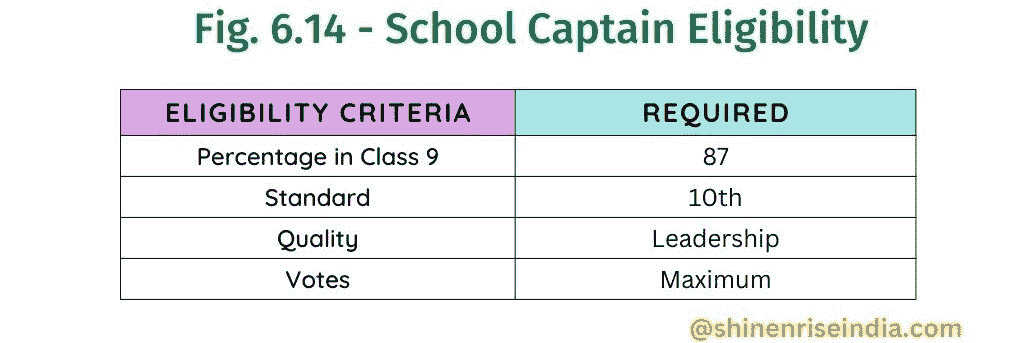 Fig. 6.14 - School Captain Eligibility
ELIGIBILITY CRITERIA REQUIRED
Percentage in Class 9 87
Standard 10th
Quality Leadership
Votes Maximum
@shinenriseindia.com